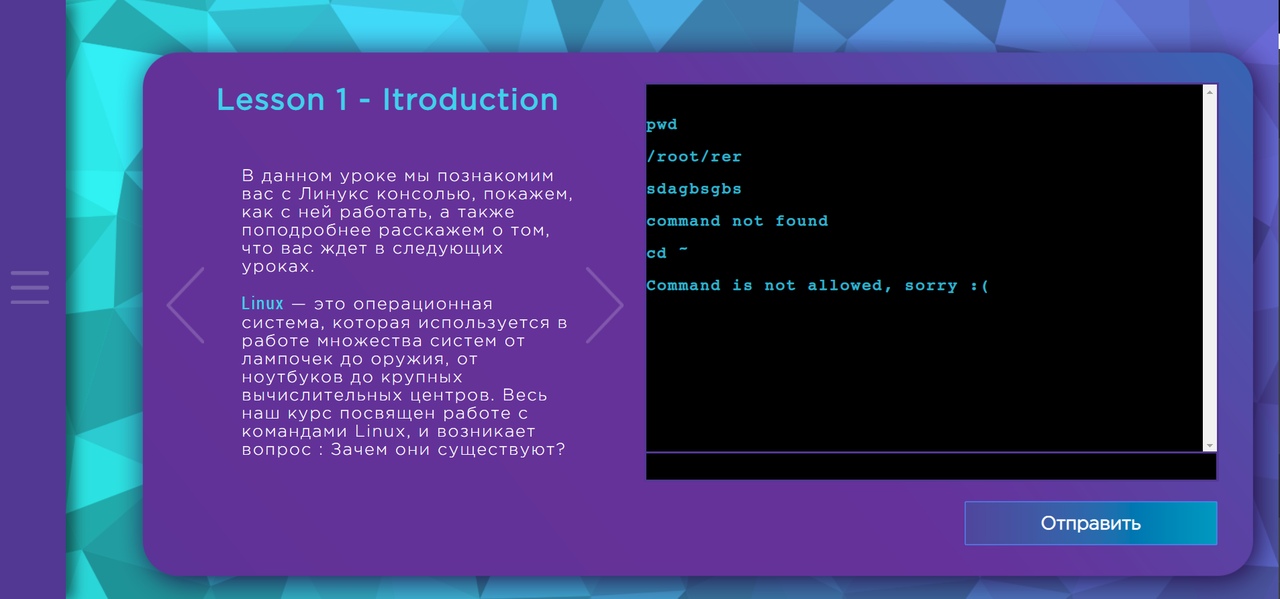 Lesson 1 - Itroduction
В данном уроке мы познакомим
вас с Линукс консолью, покажем,
как с ней работать, а также
поподробнее расскажем о том,
что вас ждет в следующих
уроках.
Linux — это операционная
система, которая используется в
работе множества систем от
лампочек до оружия, от
ноутбуков до крупных
вычислительных центров. Весь
наш курс посвящен работе с
командами Linux, и возникает
вопрос : Зачем они существуют?
pwd
/root/rer
sdagbsgbs
command not found
cd ~
Command is not allowed, sorry :(
Отправить